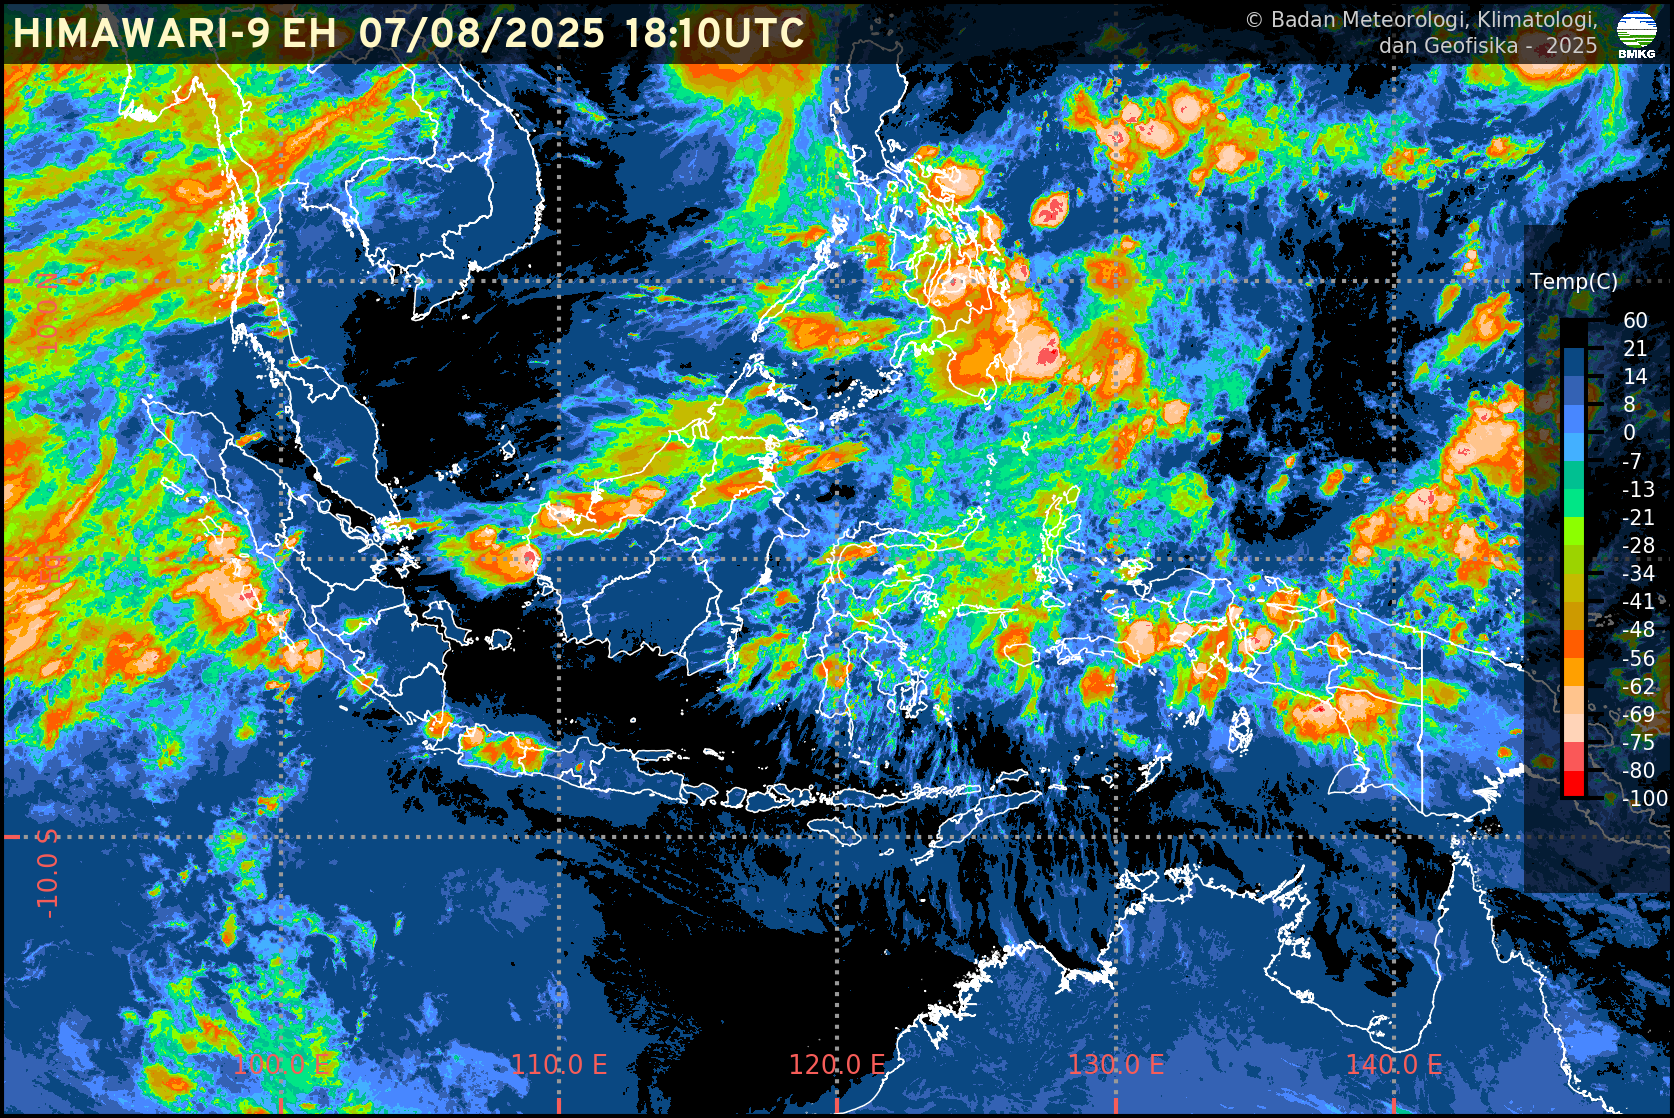 HIMAWARI-9 EH 07/08/2025 18:10UTC
© Badan Meteorologi, Klimatologi,
dan Geofisika - 2025
BMKG
Temp(C)
60
21
14
8
0
-7
-13
-21
-28
-34
-41
-48
-56
-62
-69
-75
-80
-100
10.0 N
-10.0 S
100.0 E
110.0 E
120.0 E
130.0 E
140.0 E